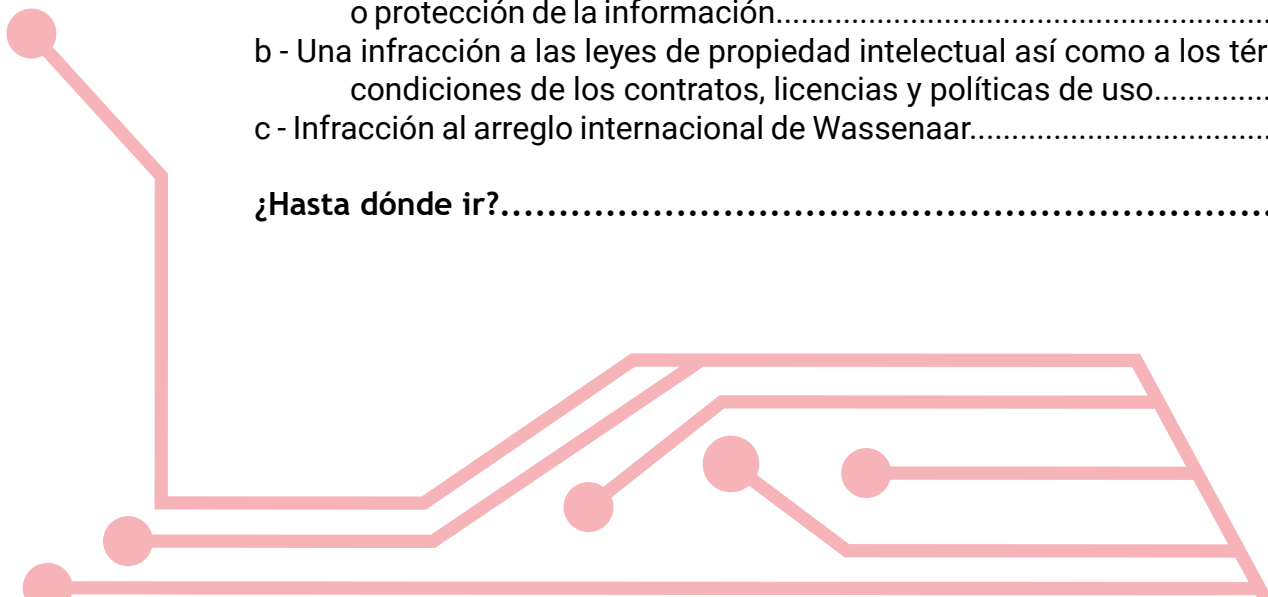 o protección de la información.............................................................
b - Una infracción a las leyes de propiedad intelectual así como a los tér
condiciones de los contratos, licencias y políticas de uso..............
c - Infracción al arreglo internacional de Wassenaar.....................................
¿Hasta dónde ir?..................................................................